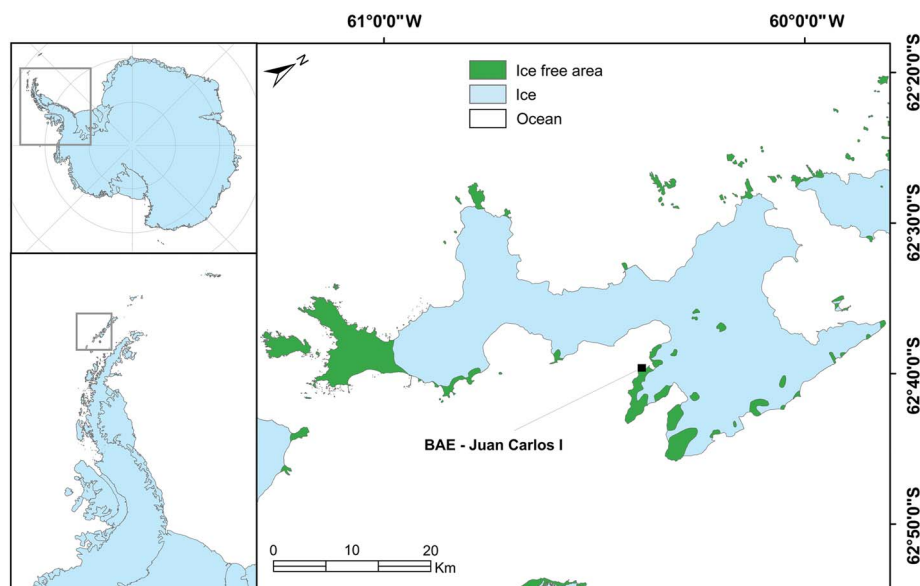 61°0'0"W
60°0'0"W
N
Ice free area
Ice
Ocean
62°20'0"S
62°30'0"S
62°40'0"S
62°50'0"S
BAE - Juan Carlos I
0 10 20
Km